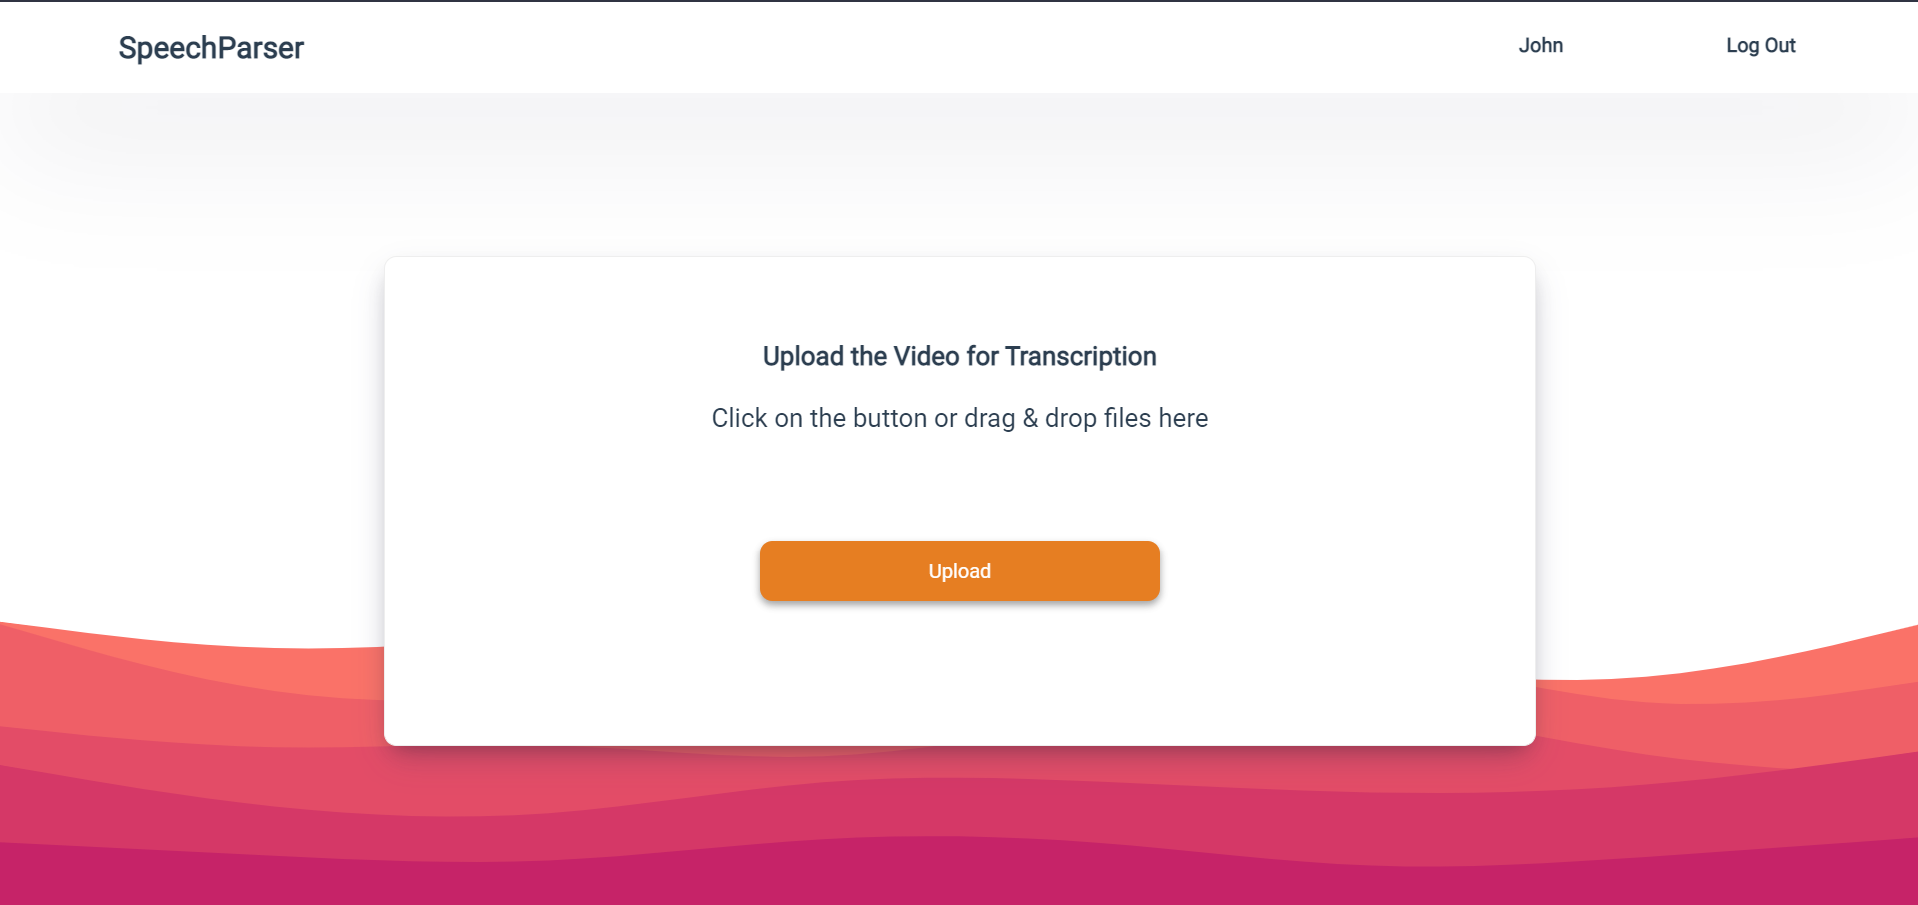 SpeechParser
John
Log Out
Upload the Video for Transcription
Click on the button or drag & drop files here
Upload